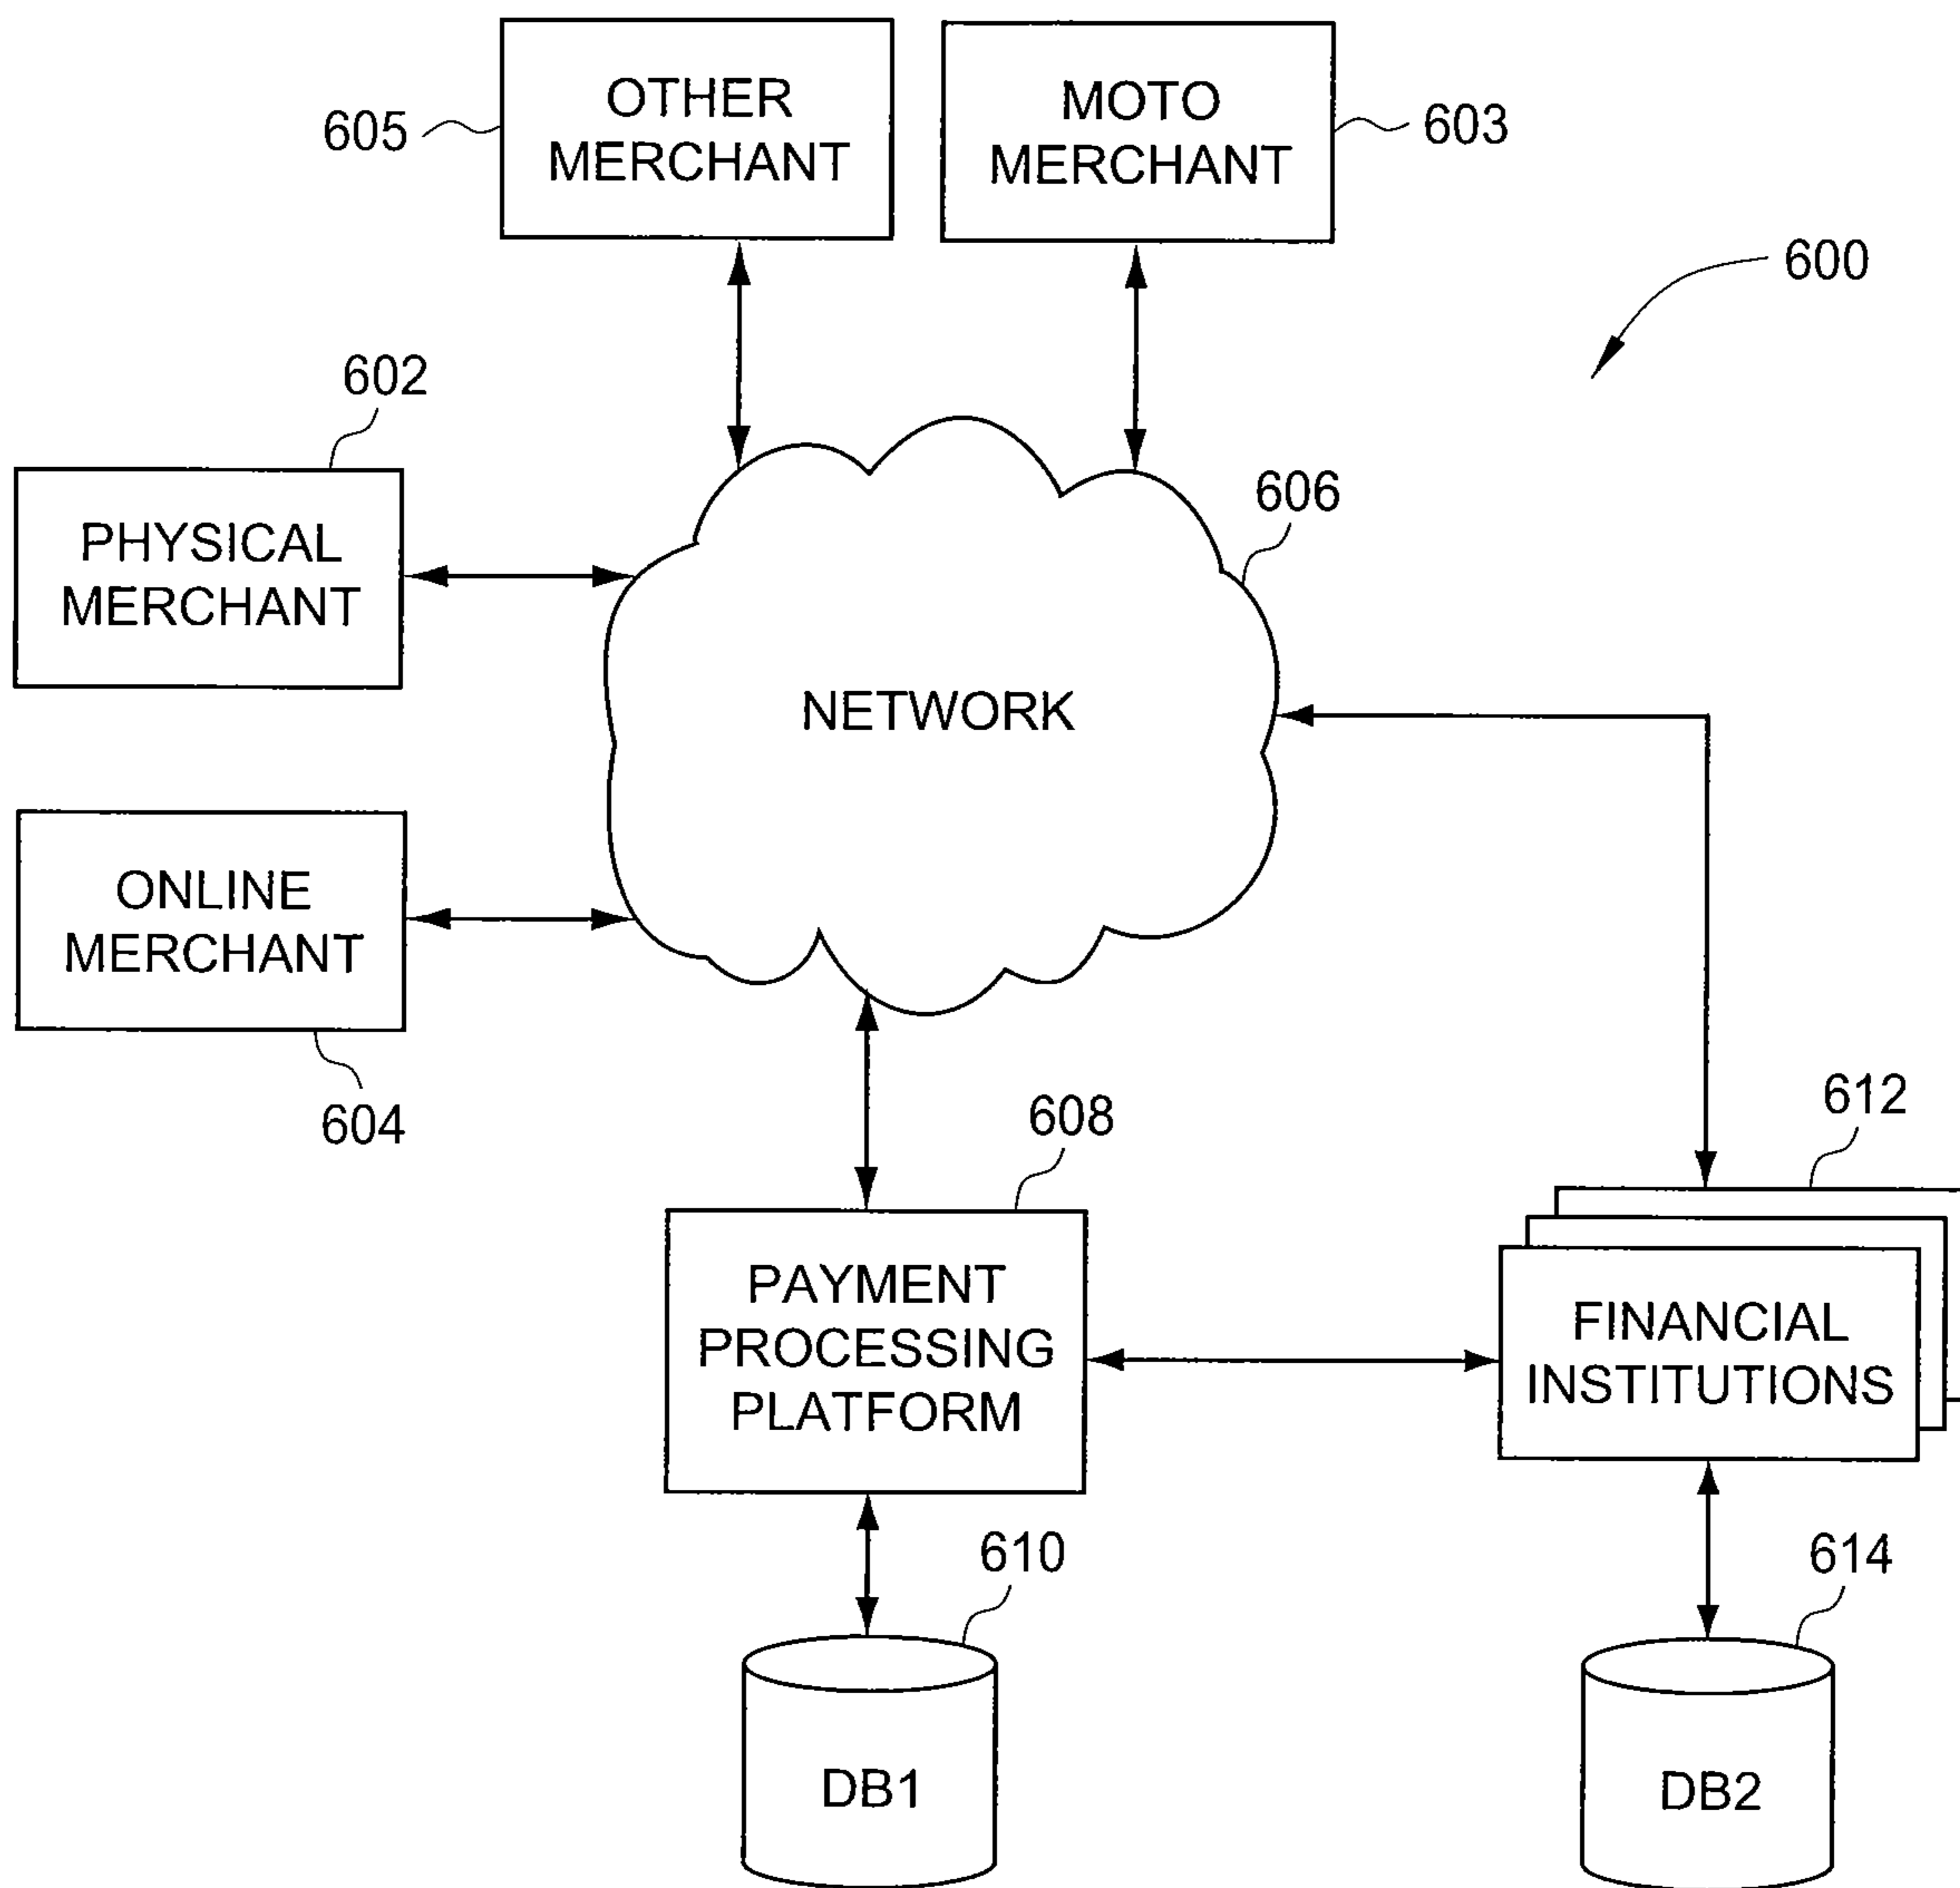 OTHER
MERCHANT
605
MOTO
MERCHANT
603
600
602
PHYSICAL
MERCHANT
606
NETWORK
ONLINE
MERCHANT
604
608
612
PAYMENT
PROCESSING
PLATFORM
FINANCIAL
INSTITUTIONS
610
614
DB1
DB2